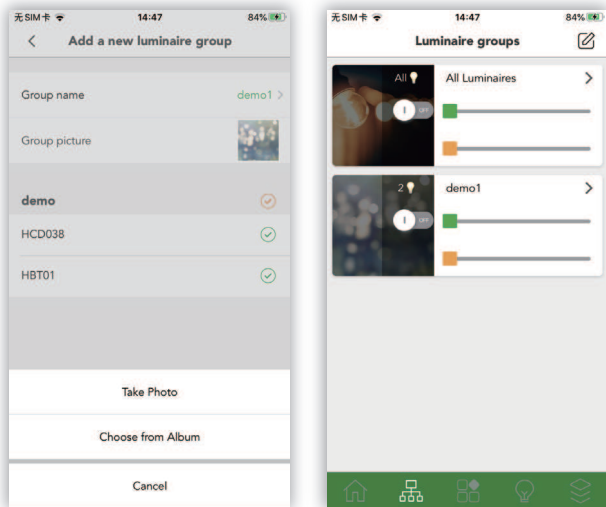 无SIM卡 14:47 84%
Add a new luminaire group
Group name demo1
Group picture
demo
HCD038
HBT01
Take Photo
Choose from Album
Cancel
无SIM卡 14:47 84%
Luminaire groups
All All Luminaires
OFF
2 demo1
OFF